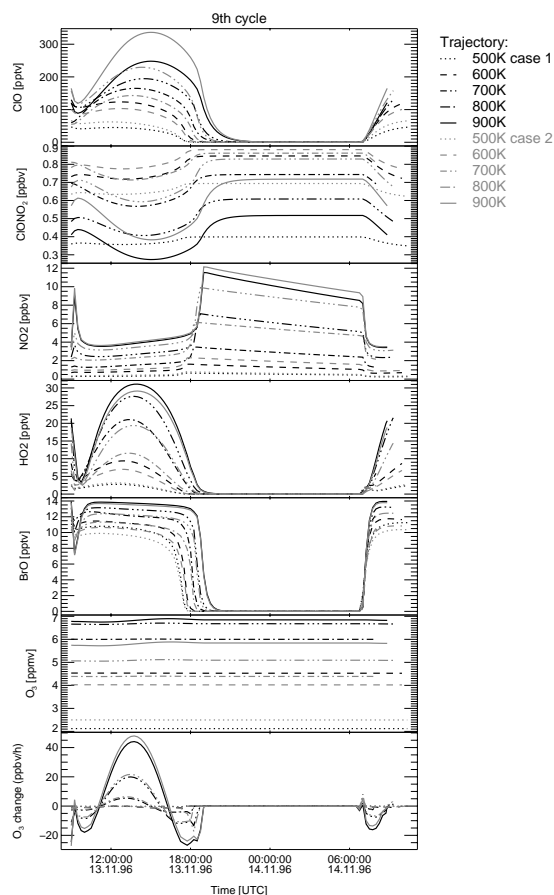 9th cycle
Trajectory:
500K case 1
600K
700K
800K
900K
500K case 2
600K
700K
800K
900K
ClO [pptv]
300
200
100
ClONO2 [ppbv]
0.9
0.8
0.7
0.6
0.5
0.4
0.3
NO2 [ppbv]
12
10
8
6
4
2
0
HO2 [pptv]
30
25
20
15
10
5
0
BrO [pptv]
14
12
10
8
6
4
2
0
O3 [ppmv]
7
6
5
4
3
2
O3 change (ppbv/h)
40
20
0
−20
12:00:00 18:00:00 00:00:00 06:00:00
13.11.96 13.11.96 14.11.96 14.11.96
Time [UTC]